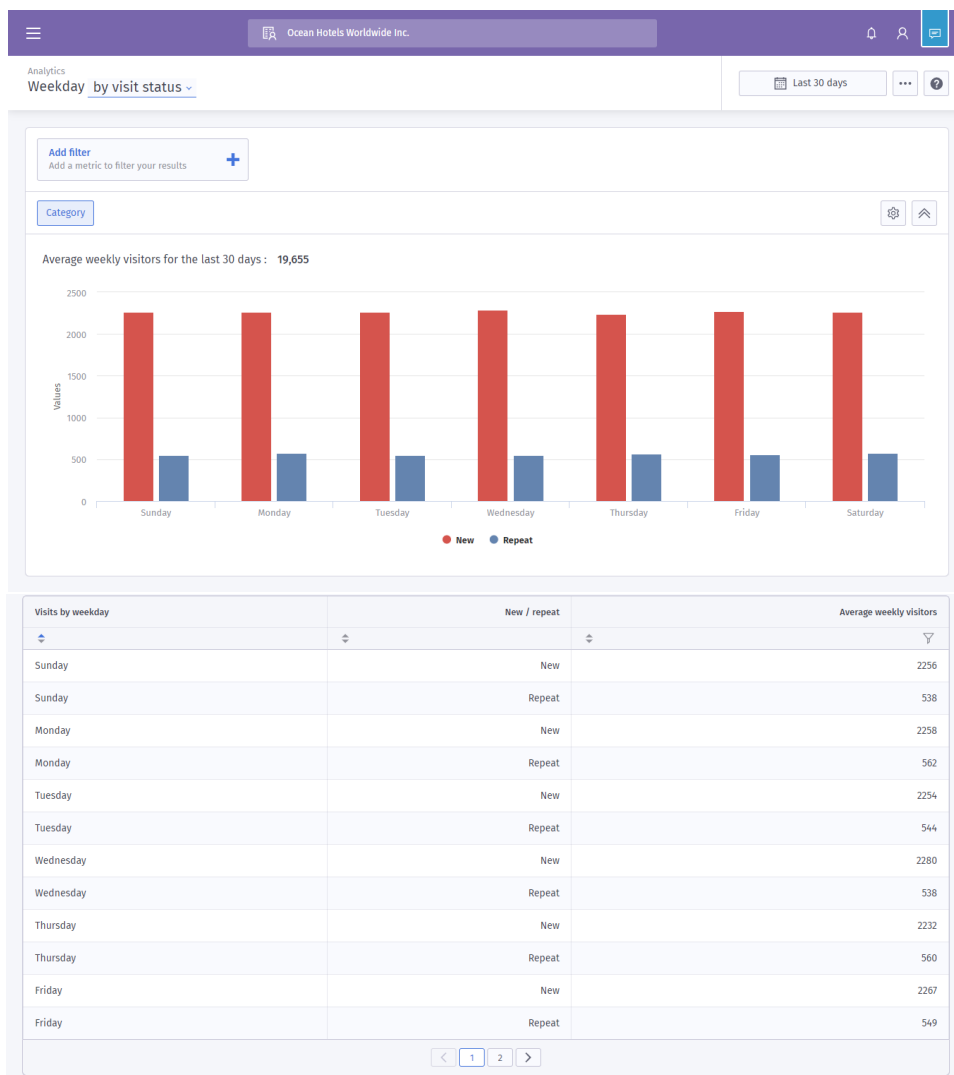 Ocean Hotels Worldwide Inc.
Analytics
Weekday by visit status
Last 30 days
Add filter
Add a metric to filter your results
Category
Average weekly visitors for the last 30 days : 19,655
2500
2000
1500
1000
500
0
Values
Sunday Monday Tuesday Wednesday Thursday Friday Saturday
New Repeat
Visits by weekday New / repeat Average weekly visitors
Sunday New 2256
Sunday Repeat 538
Monday New 2258
Monday Repeat 562
Tuesday New 2254
Tuesday Repeat 544
Wednesday New 2280
Wednesday Repeat 538
Thursday New 2232
Thursday Repeat 560
Friday New 2267
Friday Repeat 549
1 2